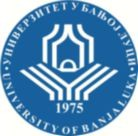 УНИВЕРЗИТЕТ У БАЊОЈ ЛУЦИ
1975
UNIVERSITY OF BANJA LUKA